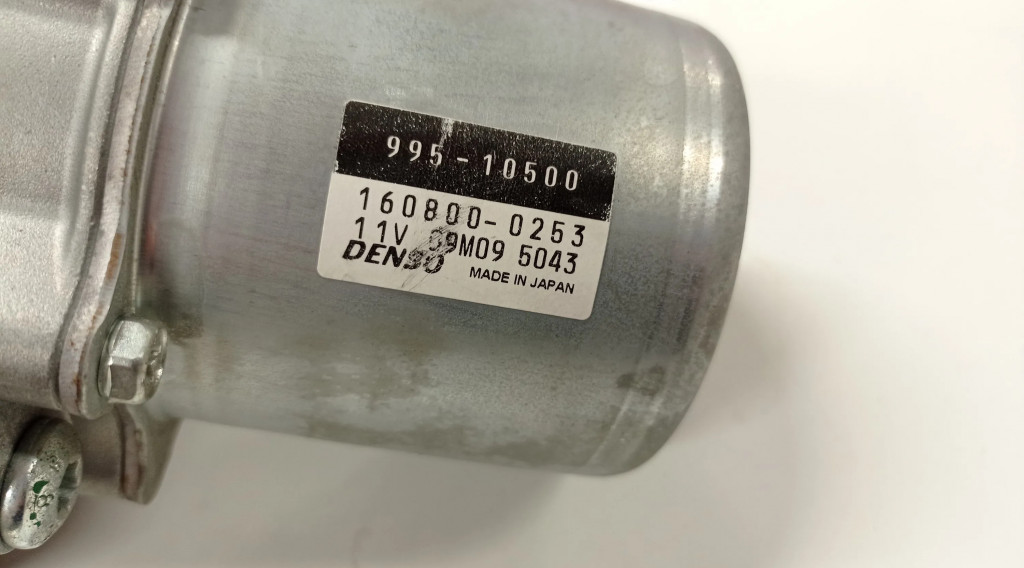 995-10500
160800-0253
11V 09M09 5043
DENSO
MADE IN JAPAN